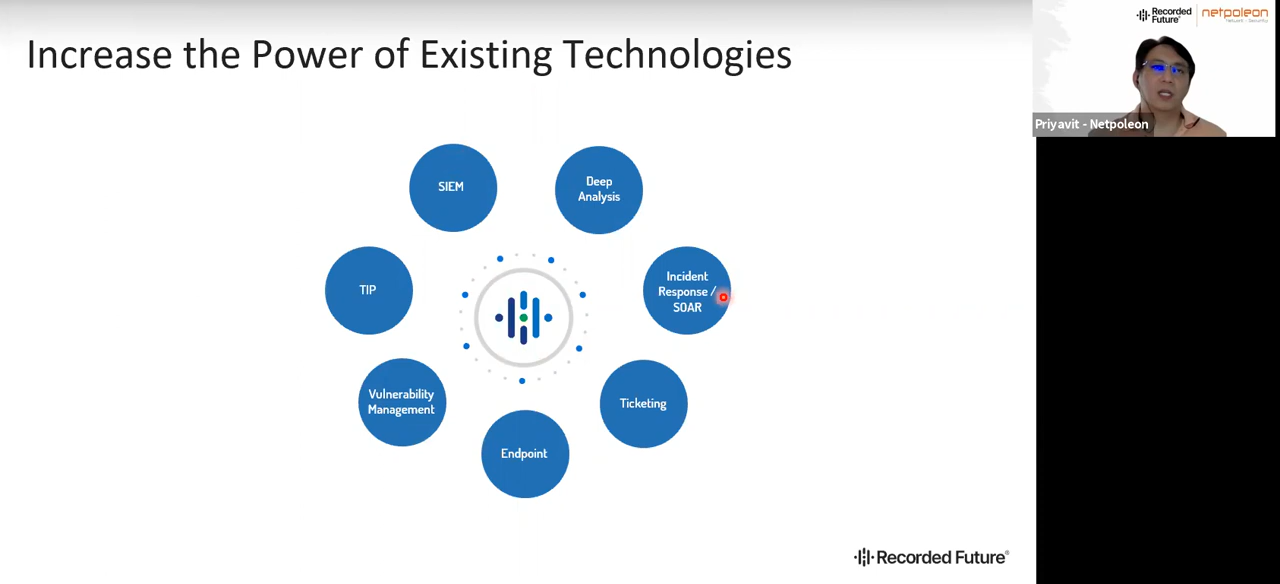 Increase the Power of Existing Technologies
Recorded
Future®
netpoleon
Priyavit - Netpoleon
SIEM
Deep
Analysis
TIP
Incident
Response /
SOAR
Vulnerability
Management
Ticketing
Endpoint
Recorded Future®